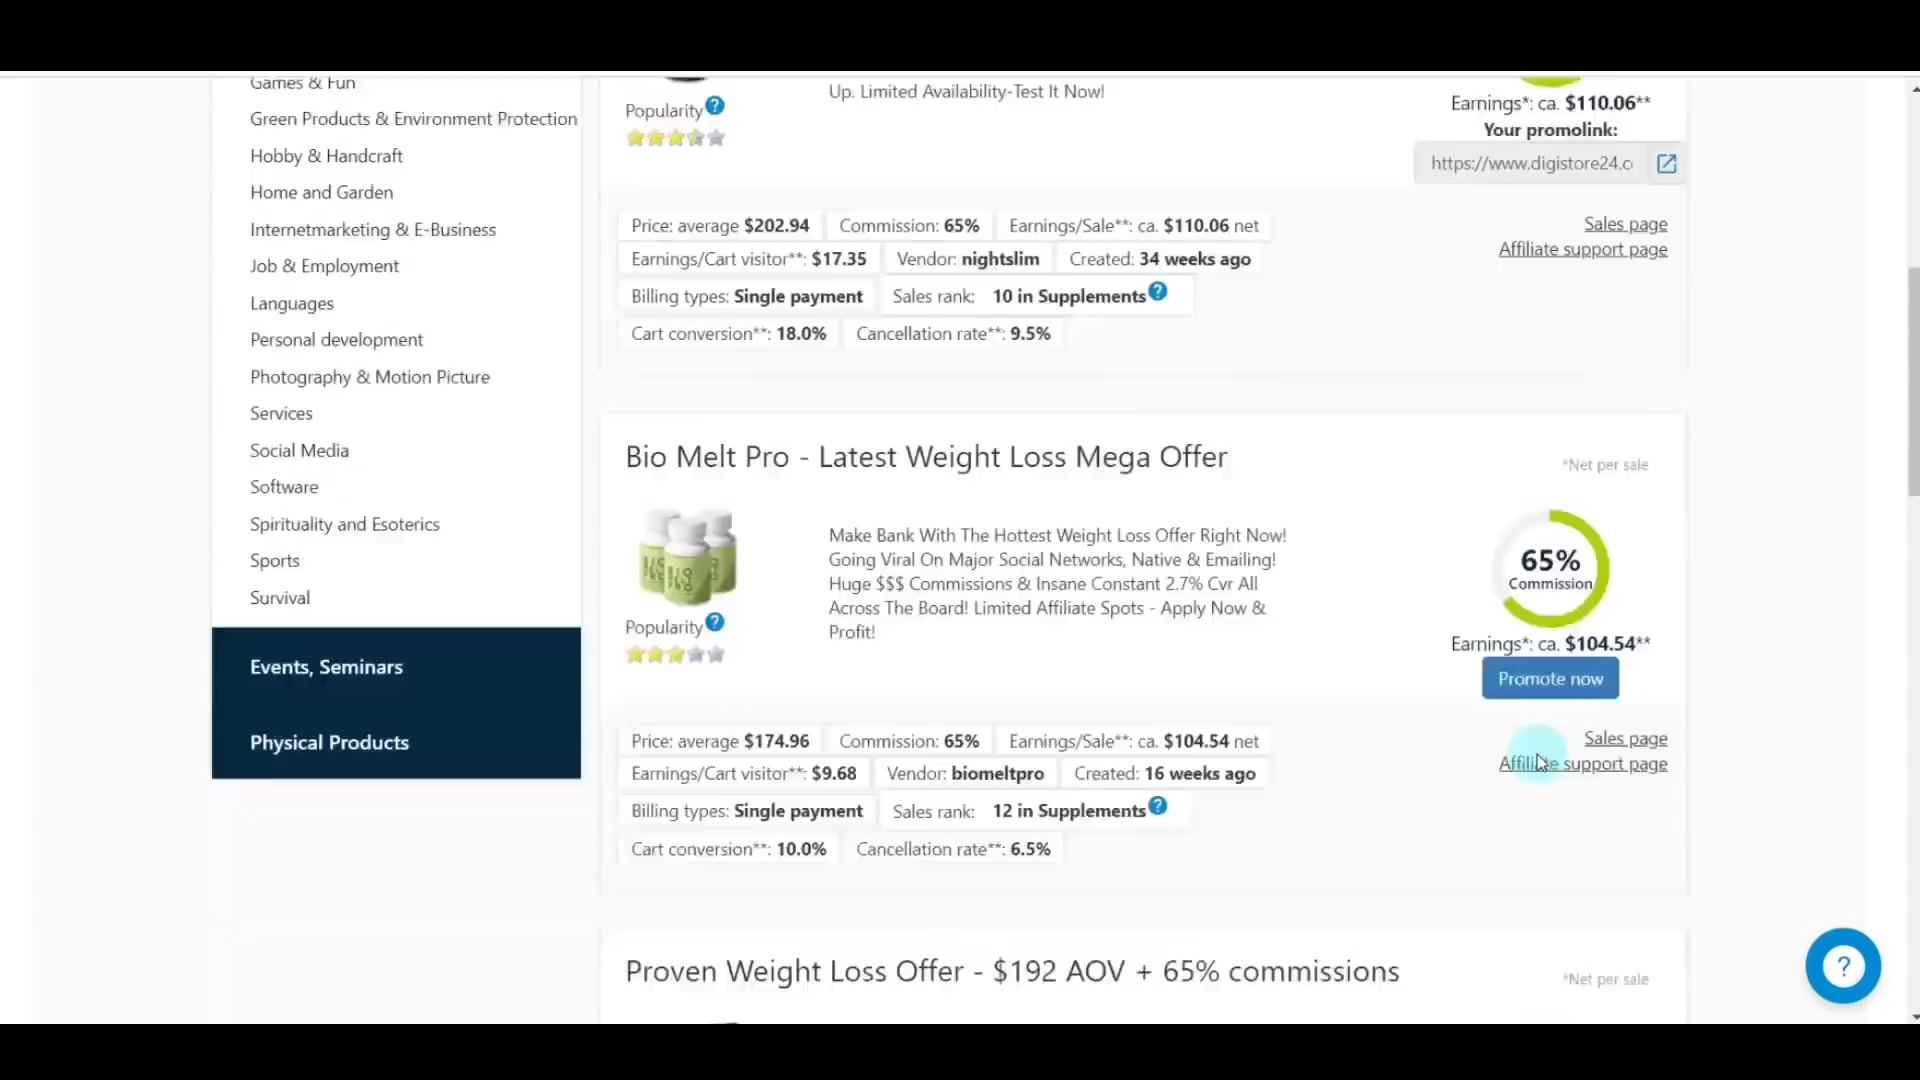 Games & Fun
Green Products & Environment Protection
Hobby & Handcraft
Home and Garden
Internetmarketing & E-Business
Job & Employment
Languages
Personal development
Photography & Motion Picture
Services
Social Media
Software
Spirituality and Esoterics
Sports
Survival
Events, Seminars
Physical Products
Up. Limited Availability-Test It Now!
Popularity ?
Earnings*: ca. $110.06**
Your promolink:
https://www.digistore24.c
Price: average $202.94 Commission: 65% Earnings/Sale**: ca. $110.06 net
Earnings/Cart visitor**: $17.35 Vendor: nightslim Created: 34 weeks ago
Billing types: Single payment Sales rank: 10 in Supplements ?
Cart conversion**: 18.0% Cancellation rate**: 9.5%
Sales page
Affiliate support page
Bio Melt Pro - Latest Weight Loss Mega Offer
*Net per sale
Make Bank With The Hottest Weight Loss Offer Right Now!
Going Viral On Major Social Networks, Native & Emailing!
Huge $$$ Commissions & Insane Constant 2.7% Cvr All
Across The Board! Limited Affiliate Spots - Apply Now &
Profit!
Popularity ?
65%
Commission
Earnings*: ca. $104.54**
Promote now
Price: average $174.96 Commission: 65% Earnings/Sale**: ca. $104.54 net
Earnings/Cart visitor**: $9.68 Vendor: biomeltpro Created: 16 weeks ago
Billing types: Single payment Sales rank: 12 in Supplements ?
Cart conversion**: 10.0% Cancellation rate**: 6.5%
Sales page
Affiliate support page
Proven Weight Loss Offer - $192 AOV + 65% commissions
*Net per sale
?